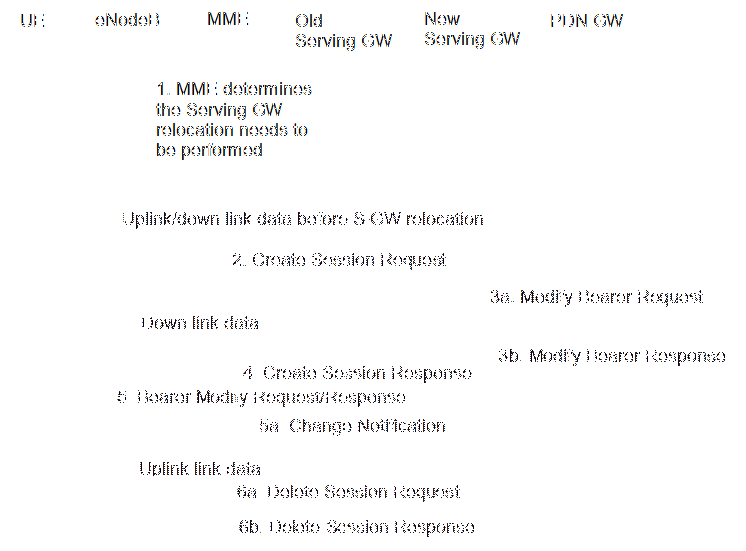 UE eNodeB MME Old New PDN GW
Serving GW Serving GW
1. MME determines
the Serving GW
relocation needs to
be performed
Uplink/down link data before S GW relocation
2. Create Session Request
3a. Modify Bearer Request
Down link data
3b. Modify Bearer Response
4. Create Session Response
5. Bearer Modify Request/Response
5a. Change Notification
Uplink link data
6a. Delete Session Request
6b. Delete Session Response